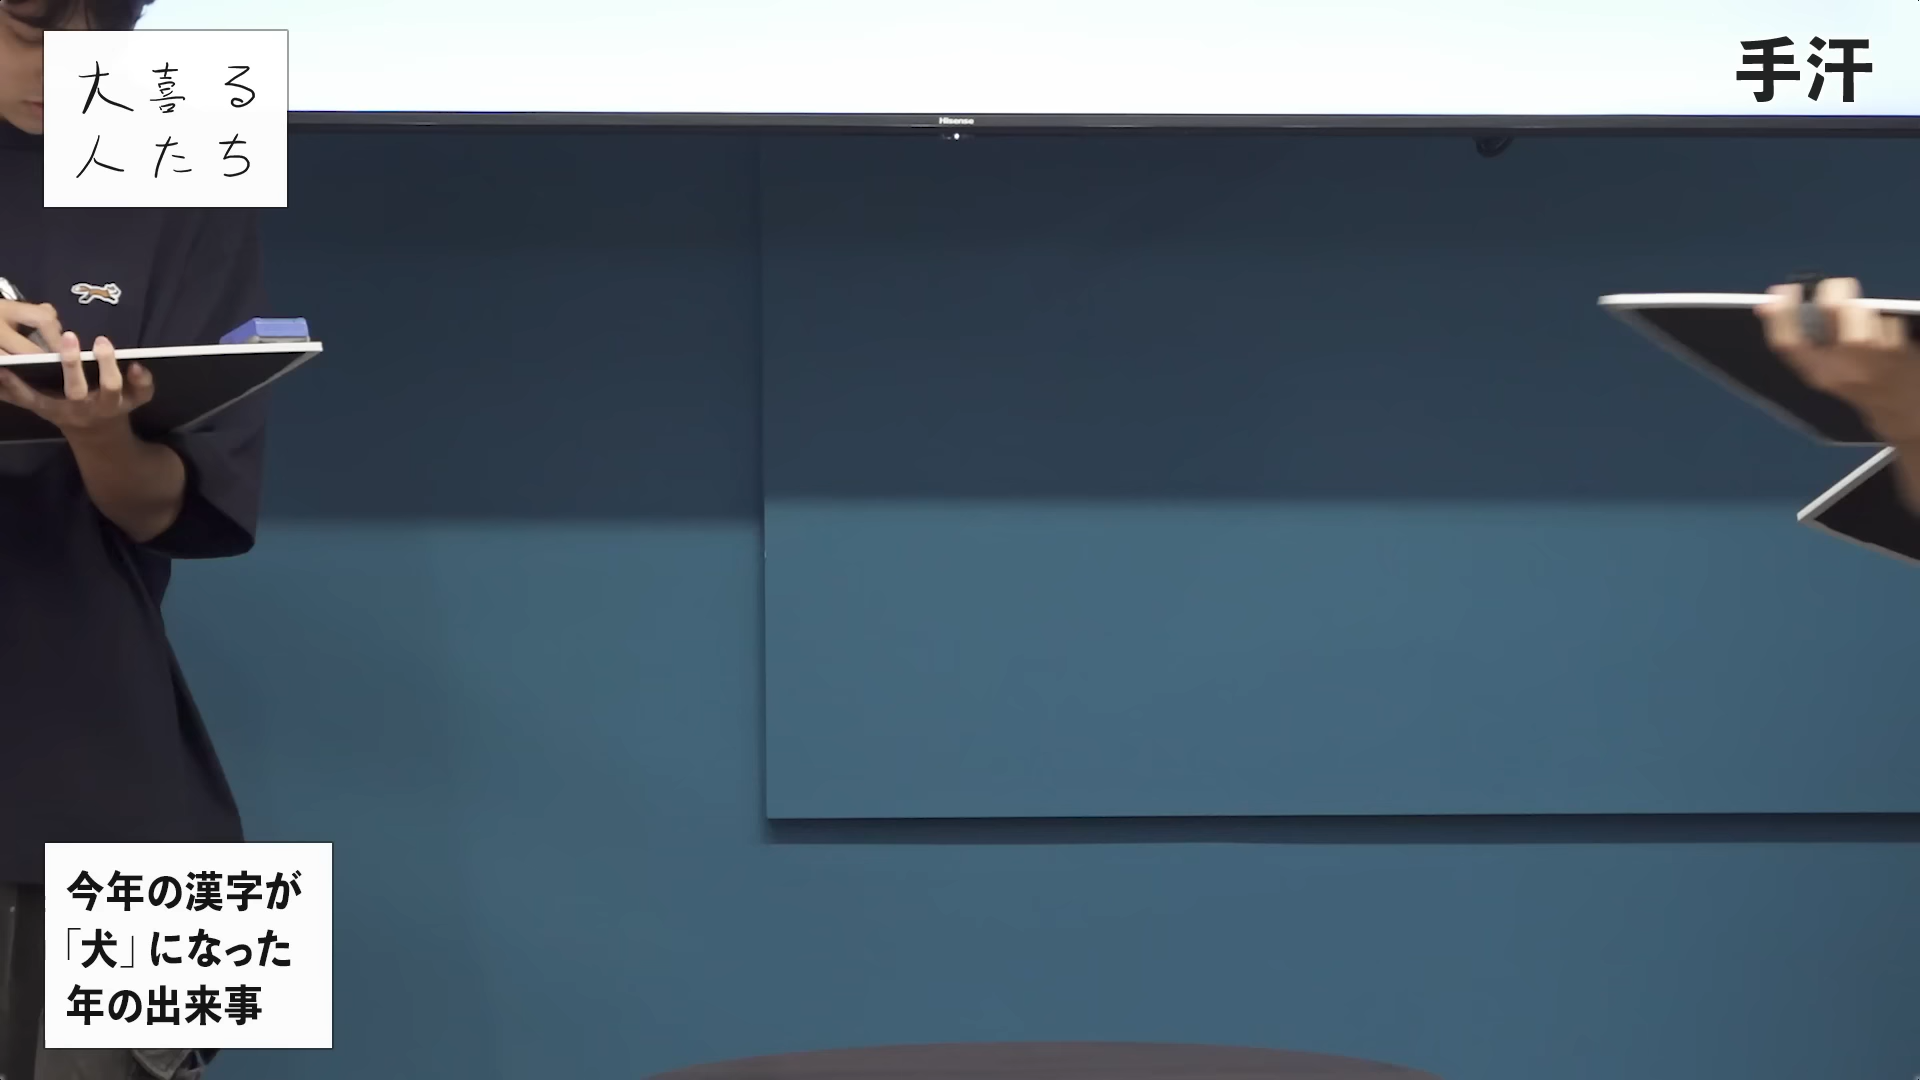 大喜る
人たち
手汗
Hisense
今年の漢字が
「犬」になった
年の出来事